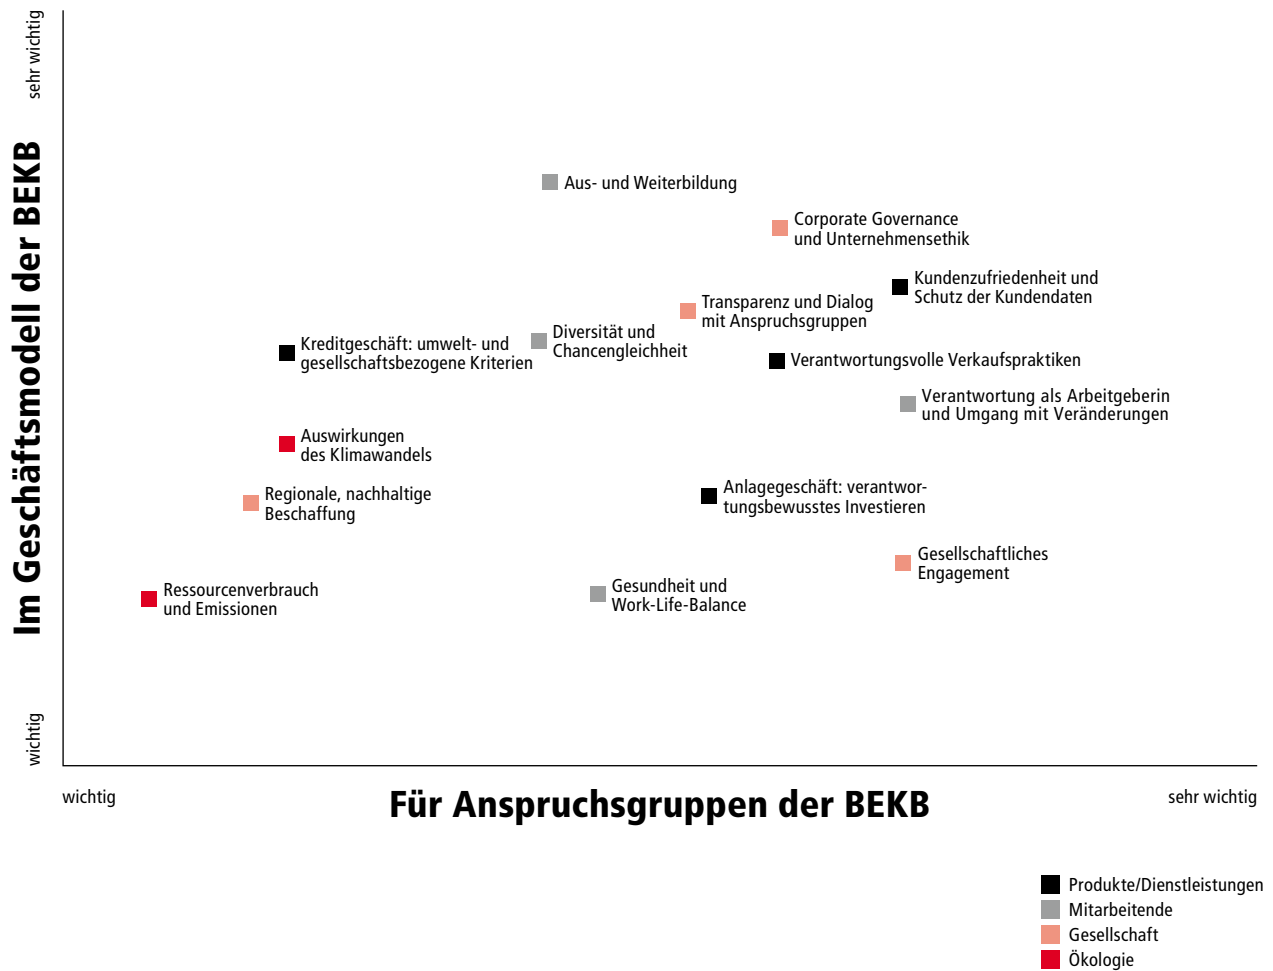 sehr wichtig
Im Geschäftsmodell der BEKB
wichtig
Aus- und Weiterbildung
Corporate Governance
und Unternehmensethik
Kundenzufriedenheit und
Schutz der Kundendaten
Transparenz und Dialog
mit Anspruchsgruppen
Diversität und
Chancengleichheit
Kreditgeschäft: umwelt- und
gesellschaftsbezogene Kriterien
Verantwortungsvolle Verkaufspraktiken
Verantwortung als Arbeitgeberin
und Umgang mit Veränderungen
Auswirkungen
des Klimawandels
Regionale, nachhaltige
Beschaffung
Anlagegeschäft: verantwor-
tungsbewusstes Investieren
Gesellschaftliches
Engagement
Ressourcenverbrauch
und Emissionen
Gesundheit und
Work-Life-Balance
wichtig
Für Anspruchsgruppen der BEKB
sehr wichtig
Produkte/Dienstleistungen
Mitarbeitende
Gesellschaft
Ökologie